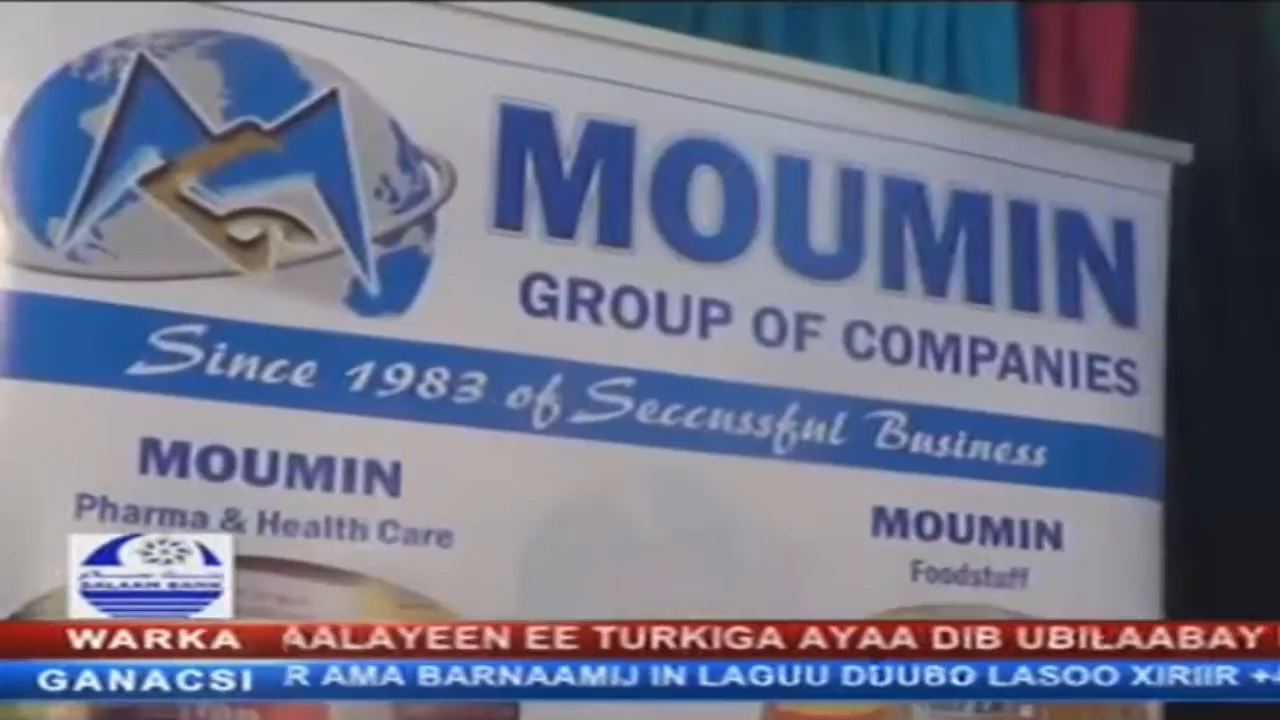 MOUMIN
GROUP OF COMPANIES
Since 1983 of Seccussful Business
MOUMIN
Pharma & Health Care
MOUMIN
Foodstuff
SALAAM BANK
WARKA AALAYEEN EE TURKIGA AYAA DIB UBILAABAY
GANACSI R AMA BARNAAMIJ IN LAGUU DUUBO LASOO XIRIIR +